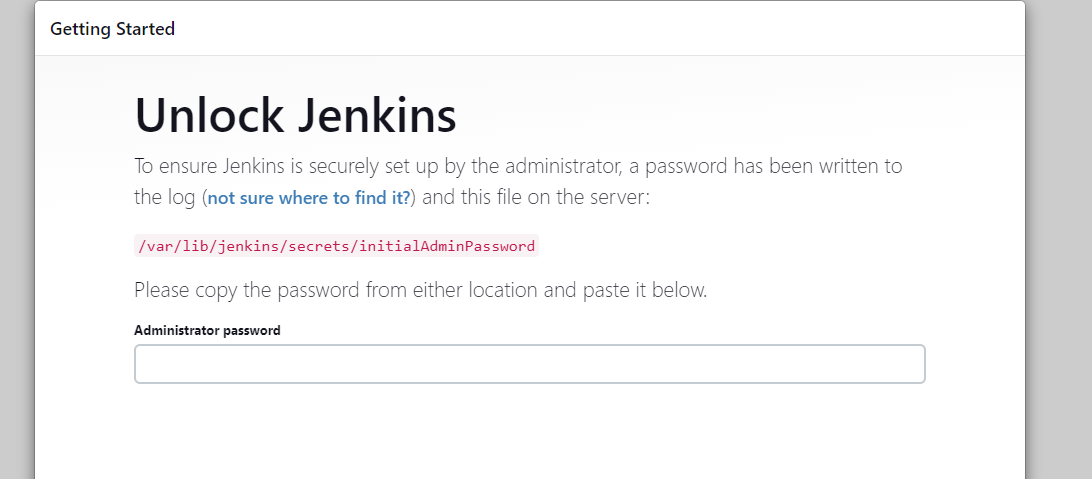 Getting Started
Unlock Jenkins
To ensure Jenkins is securely set up by the administrator, a password has been written to
the log (not sure where to find it?) and this file on the server:
/var/lib/jenkins/secrets/initialAdminPassword
Please copy the password from either location and paste it below.
Administrator password